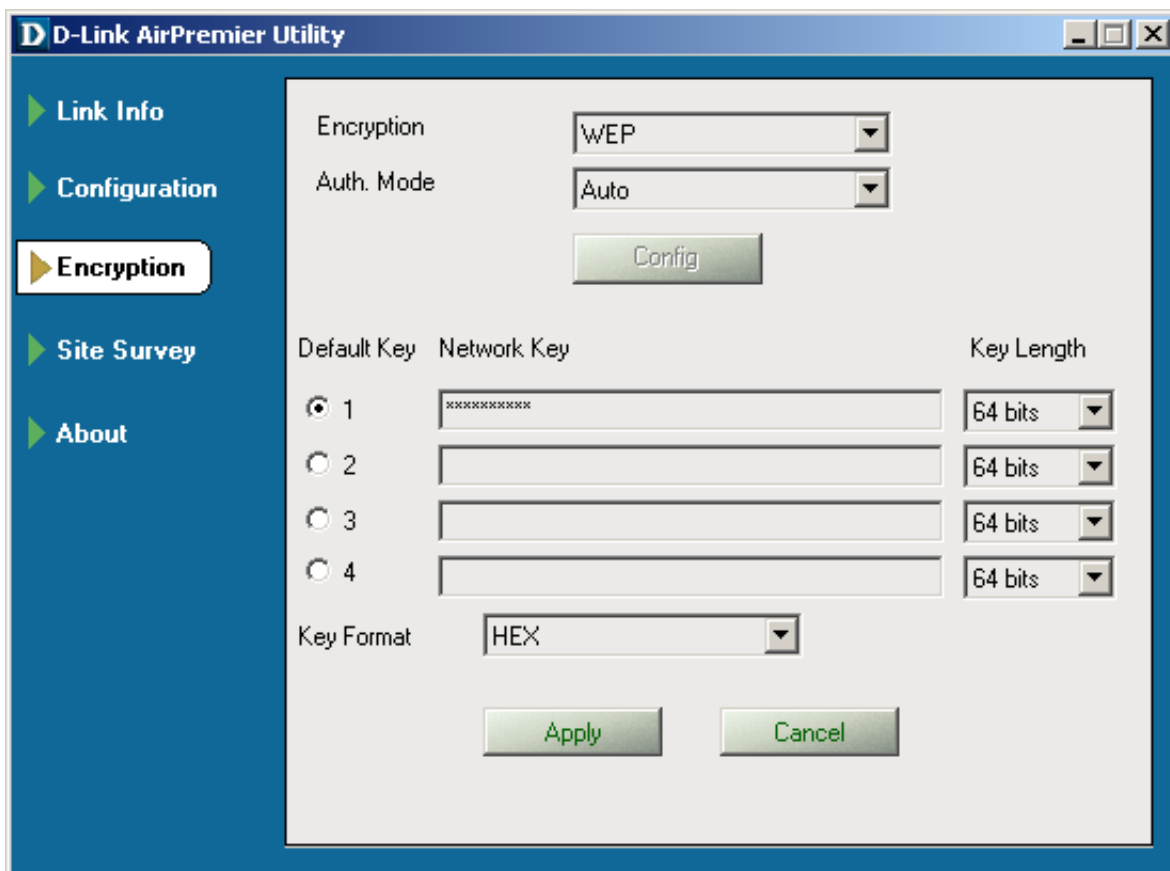 D-Link AirPremier Utility
Link Info
Configuration
Encryption
Site Survey
About
Encryption WEP
Auth. Mode Auto
Config
Default Key Network Key Key Length
1 ********** 64 bits
2 64 bits
3 64 bits
4 64 bits
Key Format HEX
Apply Cancel